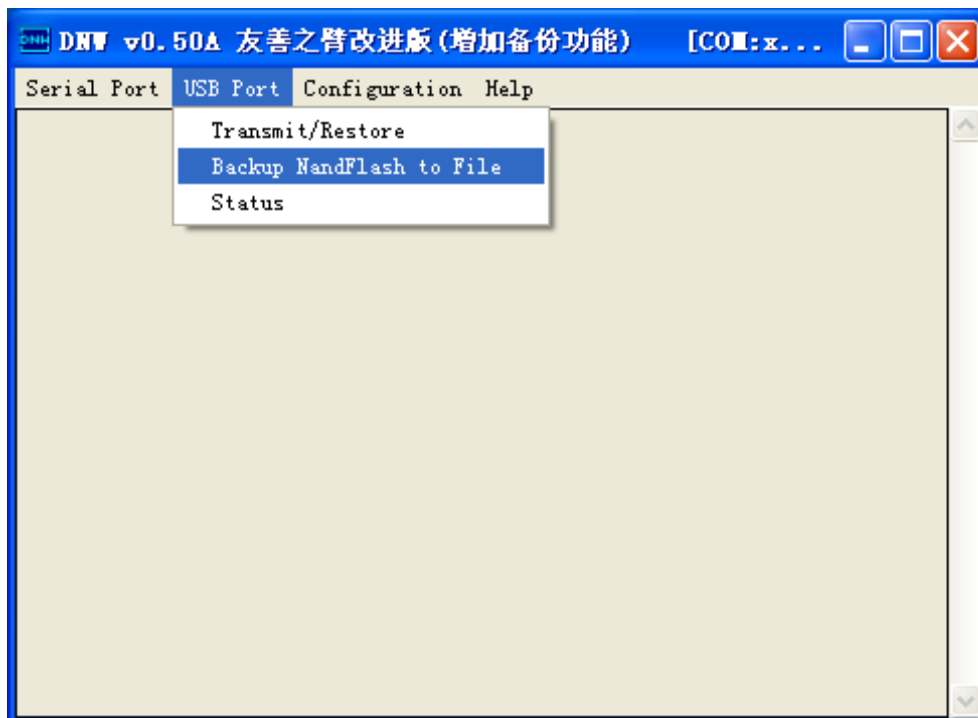 DNW v0.50A 友善之臂改进版(增加备份功能) [COM:x...
Serial Port USB Port Configuration Help
Transmit/Restore
Backup NandFlash to File
Status